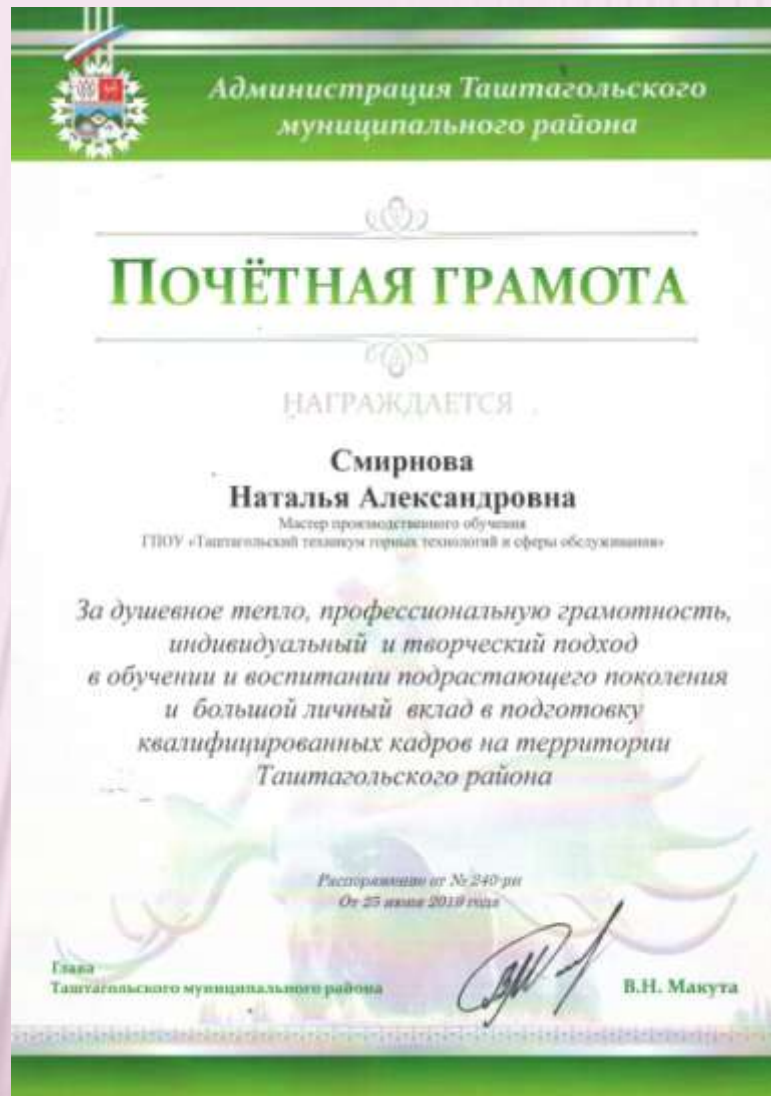 Администрация Таштагольского
муниципального района
ПОЧЁТНАЯ ГРАМОТА
НАГРАЖДАЕТСЯ
Смирнова
Наталья Александровна
Мастер производственного обучения
ГПОУ «Таштагольский техникум горных технологий и сферы обслуживания»
За душевное тепло, профессиональную грамотность,
индивидуальный и творческий подход
в обучении и воспитании подрастающего поколения
и большой личный вклад в подготовку
квалифицированных кадров на территории
Таштагольского района
Распоряжение от № 240-рп
От 25 июня 2019 года
Глава
Таштагольского муниципального района
В.Н. Макута